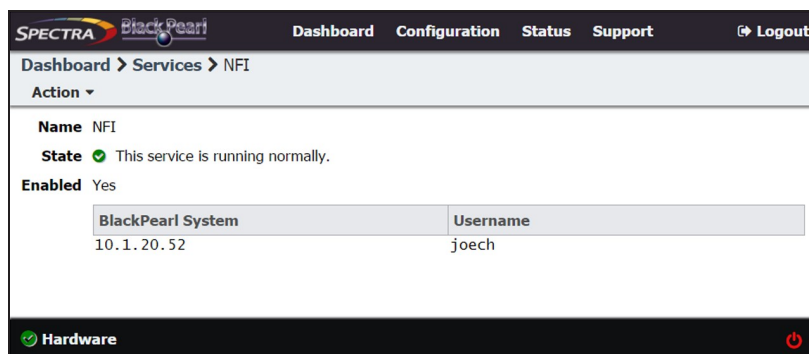 SPECTRA BlackPearl Dashboard Configuration Status Support Logout
Dashboard > Services > NFI
Action
Name NFI
State This service is running normally.
Enabled Yes
BlackPearl System Username
10.1.20.52 joech
Hardware